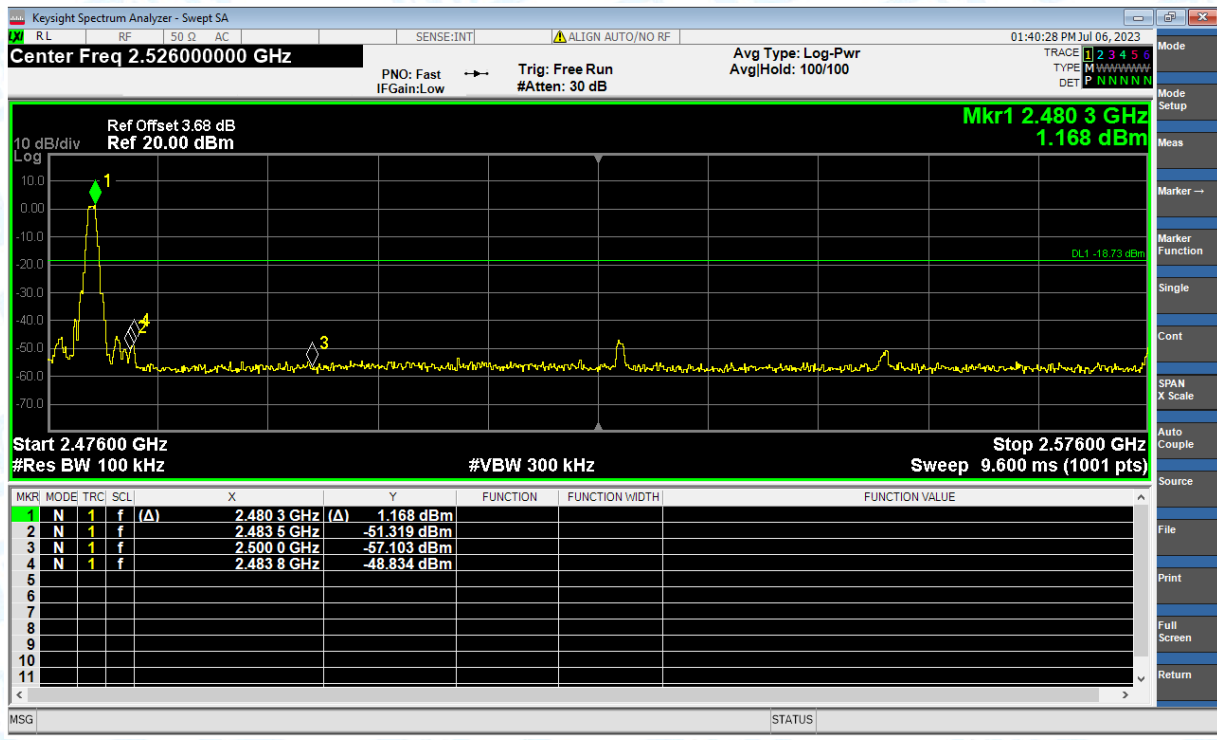 Keysight Spectrum Analyzer - Swept SA
LXI RL RF 50 Ω AC SENSE:INT ALIGN AUTO/NO RF 01:40:28 PM Jul 06, 2023
Center Freq 2.526000000 GHz
PNO: Fast
IFGain:Low
Trig: Free Run
#Atten: 30 dB
Avg Type: Log-Pwr
Avg|Hold: 100/100
TRACE 1 2 3 4 5 6
TYPE M WWWWW
DET P N N N N N
Ref Offset 3.68 dB
Ref 20.00 dBm
10 dB/div
Log
Mkr1 2.480 3 GHz
1.168 dBm
10.0
0.00
-10.0
-20.0
-30.0
-40.0
-50.0
-60.0
-70.0
1
4
2
3
DL1 -18.73 dBm
Start 2.47600 GHz
Stop 2.57600 GHz
#Res BW 100 kHz
#VBW 300 kHz
Sweep 9.600 ms (1001 pts)
MKR MODE TRC SCL X Y FUNCTION FUNCTION WIDTH FUNCTION VALUE
1 N 1 f (Δ) 2.480 3 GHz (Δ) 1.168 dBm
2 N 1 f 2.483 5 GHz -51.319 dBm
3 N 1 f 2.500 0 GHz -57.103 dBm
4 N 1 f 2.483 8 GHz -48.834 dBm
5
6
7
8
9
10
11
MSG
STATUS
Mode
Mode
Setup
Meas
Marker →
Marker
Function
Single
Cont
SPAN
X Scale
Auto
Couple
Source
File
Print
Full
Screen
Return